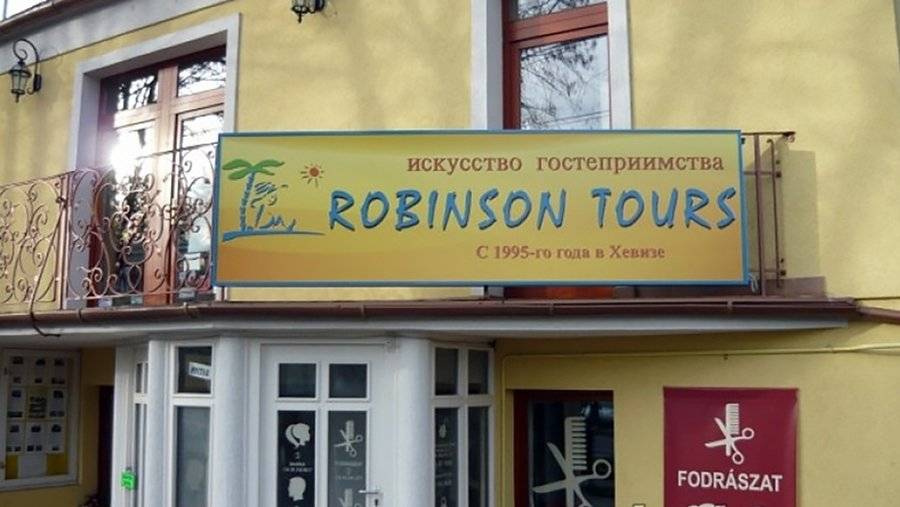 искусство гостеприимства
ROBINSON TOURS
С 1995-го года в Хевизе
FODRÁSZAT